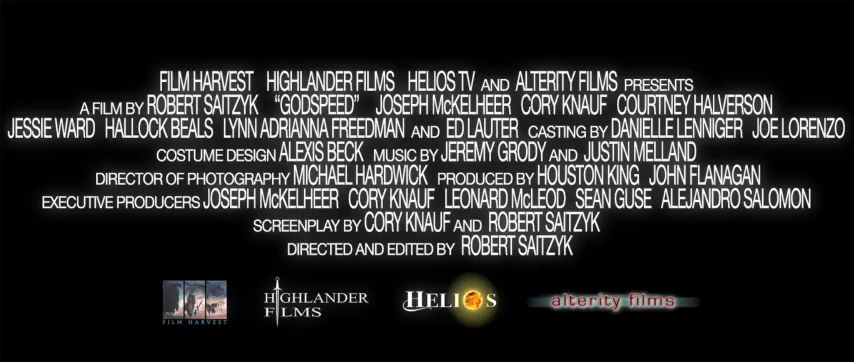 FILM HARVEST HIGHLANDER FILMS HELIOS TV AND ALTERITY FILMS PRESENTS
A FILM BY ROBERT SAITZYK "GODSPEED" JOSEPH McKELHEER CORY KNAUF COURTNEY HALVERSON
JESSIE WARD HALLOCK BEALS LYNN ADRIANNA FREEDMAN AND ED LAUTER CASTING BY DANIELLE LENNIGER JOE LORENZO
COSTUME DESIGN ALEXIS BECK MUSIC BY JEREMY GRODY AND JUSTIN MELLAND
DIRECTOR OF PHOTOGRAPHY MICHAEL HARDWICK PRODUCED BY HOUSTON KING JOHN FLANAGAN
EXECUTIVE PRODUCERS JOSEPH McKELHEER CORY KNAUF LEONARD McLEOD SEAN GUSE ALEJANDRO SALOMON
SCREENPLAY BY CORY KNAUF AND ROBERT SAITZYK
DIRECTED AND EDITED BY ROBERT SAITZYK
FILM HARVEST
HIGHLANDER
FILMS
HELIOS
alterity films